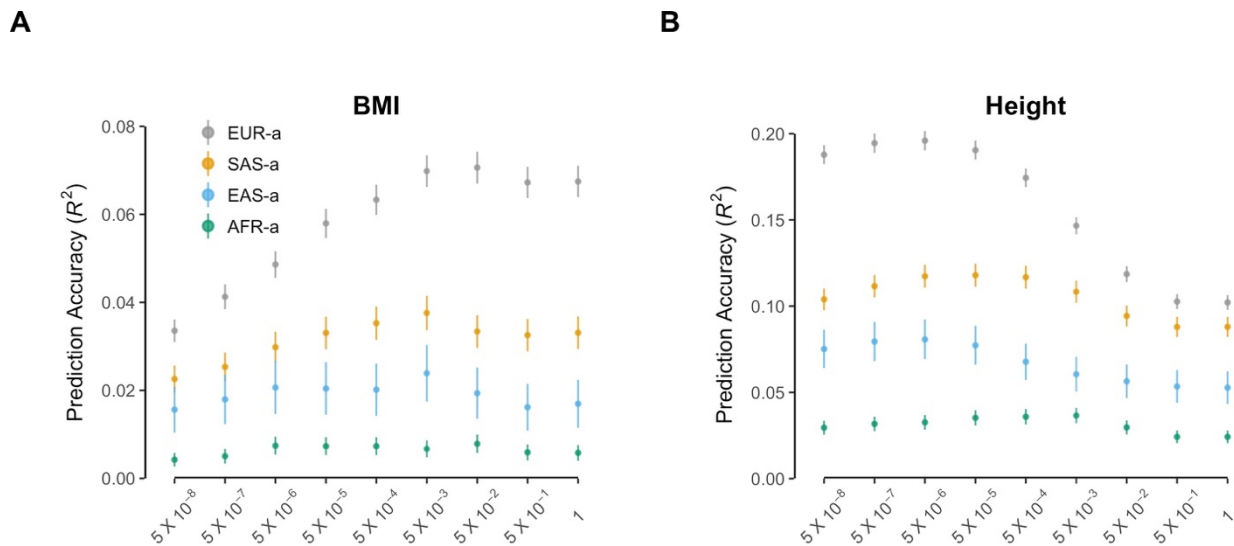 A
BMI
Prediction Accuracy (R²)
0.08
0.06
0.04
0.02
0.00
EUR-a
SAS-a
EAS-a
AFR-a
5 X 10⁻⁸
5 X 10⁻⁷
5 X 10⁻⁶
5 X 10⁻⁵
5 X 10⁻⁴
5 X 10⁻³
5 X 10⁻²
5 X 10⁻¹
1
B
Height
Prediction Accuracy (R²)
0.20
0.15
0.10
0.05
0.00
5 X 10⁻⁸
5 X 10⁻⁷
5 X 10⁻⁶
5 X 10⁻⁵
5 X 10⁻⁴
5 X 10⁻³
5 X 10⁻²
5 X 10⁻¹
1